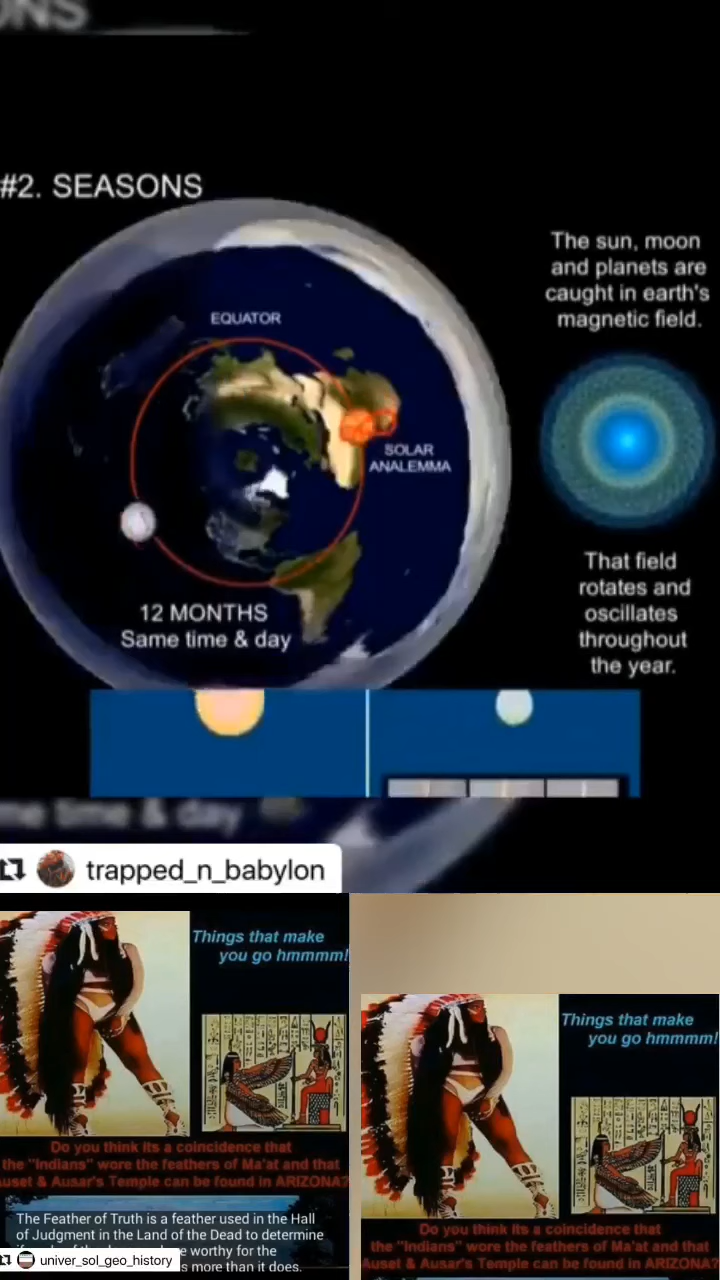 #2. SEASONS
The sun, moon
and planets are
caught in earth's
magnetic field.
EQUATOR
SOLAR
ANALEMMA
12 MONTHS
Same time & day
That field
rotates and
oscillates
throughout
the year.
me time & day
trapped_n_babylon
Things that make
you go hmmmm!
Do you think its a coincidence that
the "Indians" wore the feathers of Ma'at and that
Auset & Ausar's Temple can be found in ARIZONA?
The Feather of Truth is a feather used in the Hall
of Judgment in the Land of the Dead to determine
worthy for the
s more than it does.
univer_sol_geo_history
Things that make
you go hmmmm!
Do you think its a coincidence that
the "Indians" wore the feathers of Ma'at and that
Auset & Ausar's Temple can be found in ARIZONA?